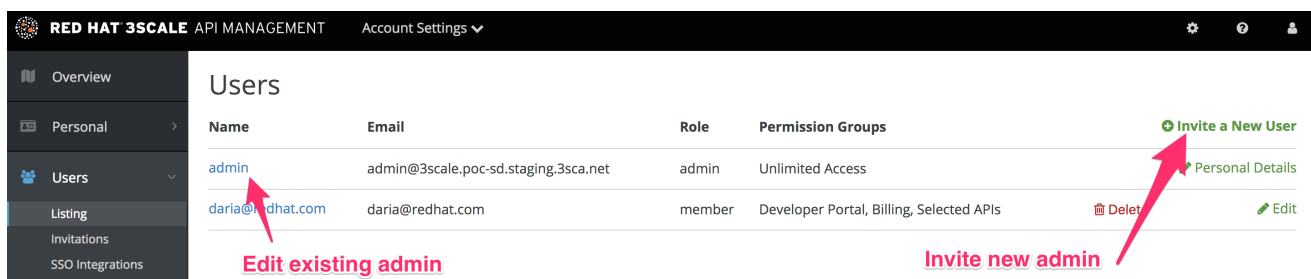 RED HAT 3SCALE API MANAGEMENT Account Settings
Overview
Personal
Users
Listing
Invitations
SSO Integrations
Users
Name Email Role Permission Groups Invite a New User
admin admin@3scale.poc-sd.staging.3sca.net admin Unlimited Access Personal Details
daria@redhat.com daria@redhat.com member Developer Portal, Billing, Selected APIs Delet Edit
Edit existing admin
Invite new admin